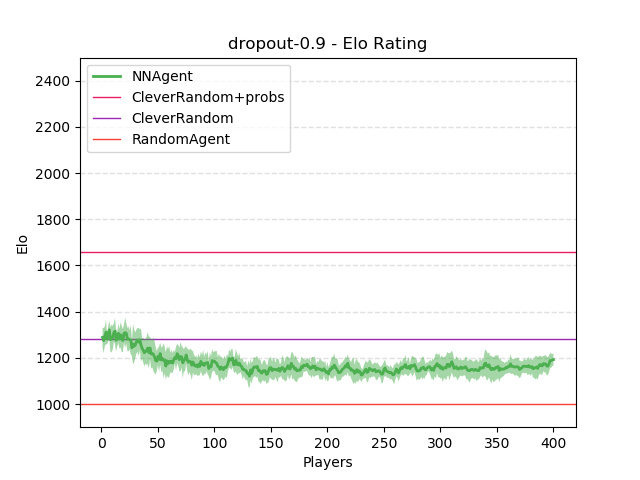 dropout-0.9 - Elo Rating
NNAgent
CleverRandom+probs
CleverRandom
RandomAgent
2400
2200
2000
1800
1600
1400
1200
1000
Elo
0 50 100 150 200 250 300 350 400
Players